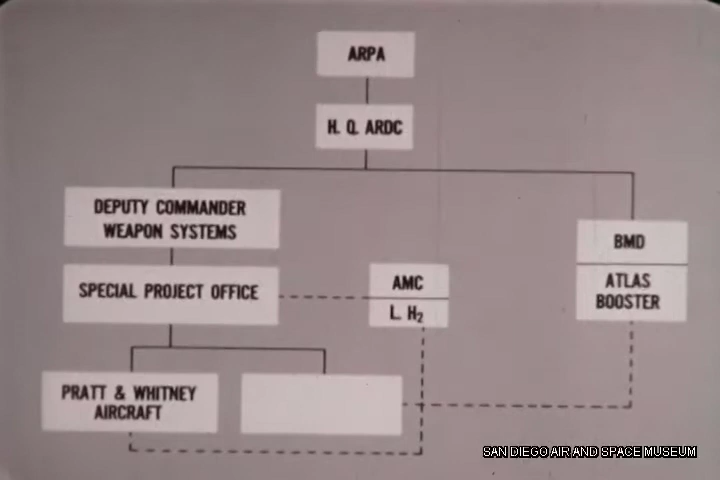 ARPA
H. Q. ARDC
DEPUTY COMMANDER
WEAPON SYSTEMS
BMD
ATLAS
BOOSTER
SPECIAL PROJECT OFFICE
AMC
L. H₂
PRATT & WHITNEY
AIRCRAFT
SAN DIEGO AIR AND SPACE MUSEUM